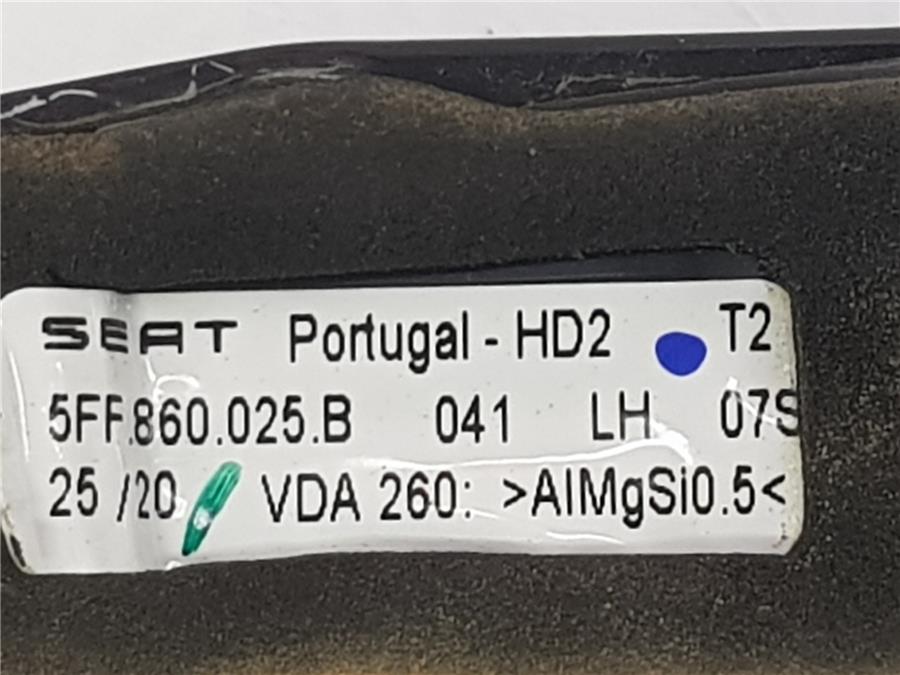 SEAT Portugal - HD2 T2
5FF.860.025.B 041 LH 07S
25 /20 VDA 260: >AlMgSi0.5<